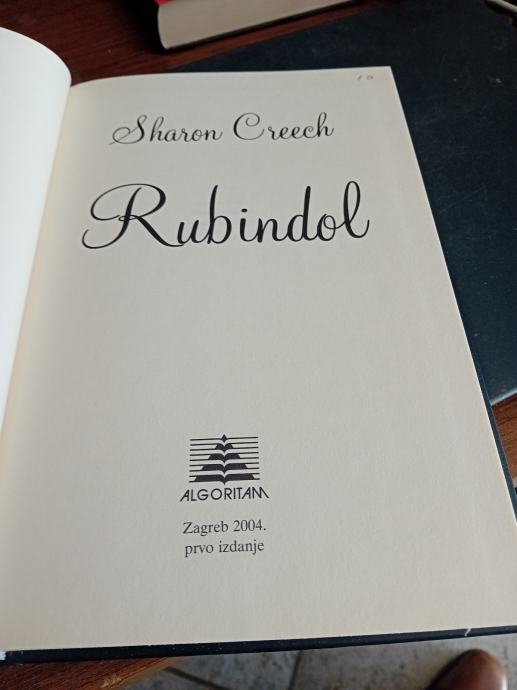 Sharon Creech
Rubindol
ALGORITAM
Zagreb 2004.
prvo izdanje